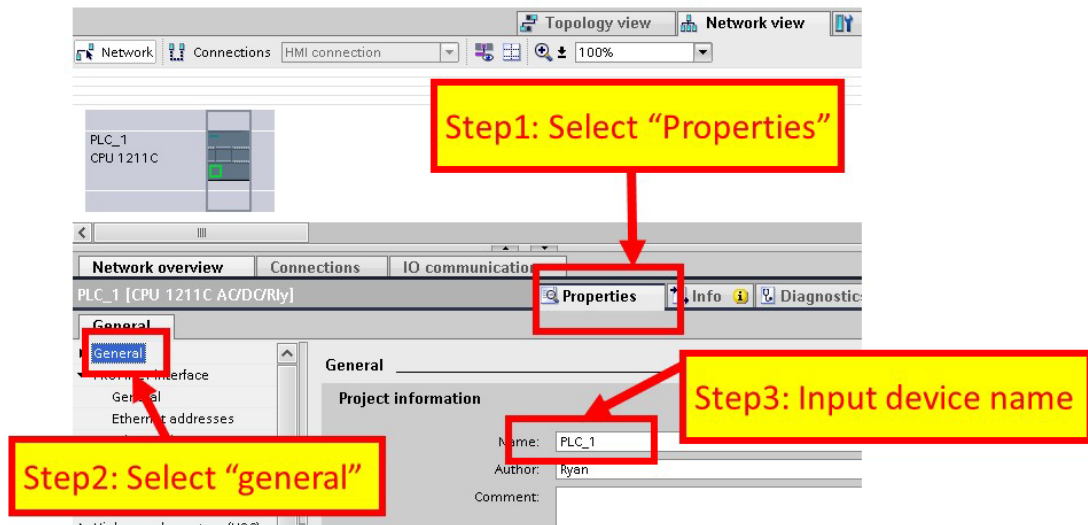 Topology view
Network view
Network
Connections
HMI connection
100%
Step1: Select “Properties”
PLC_1
CPU 1211C
Network overview
Connections
IO communication
PLC_1 [CPU 1211C AC/DC/Rly]
Properties
Info
Diagnostic
General
General
General
Project information
Step3: Input device name
General
Ethernet addresses
Name:
PLC_1
Step2: Select “general”
Author:
Ryan
Comment: